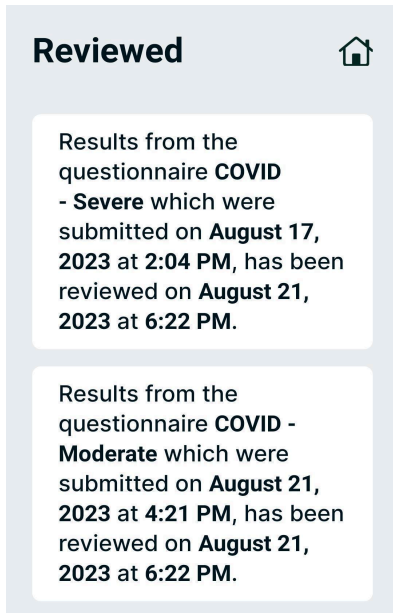 Reviewed
Results from the
questionnaire COVID
- Severe which were
submitted on August 17,
2023 at 2:04 PM, has been
reviewed on August 21,
2023 at 6:22 PM.
Results from the
questionnaire COVID -
Moderate which were
submitted on August 21,
2023 at 4:21 PM, has been
reviewed on August 21,
2023 at 6:22 PM.